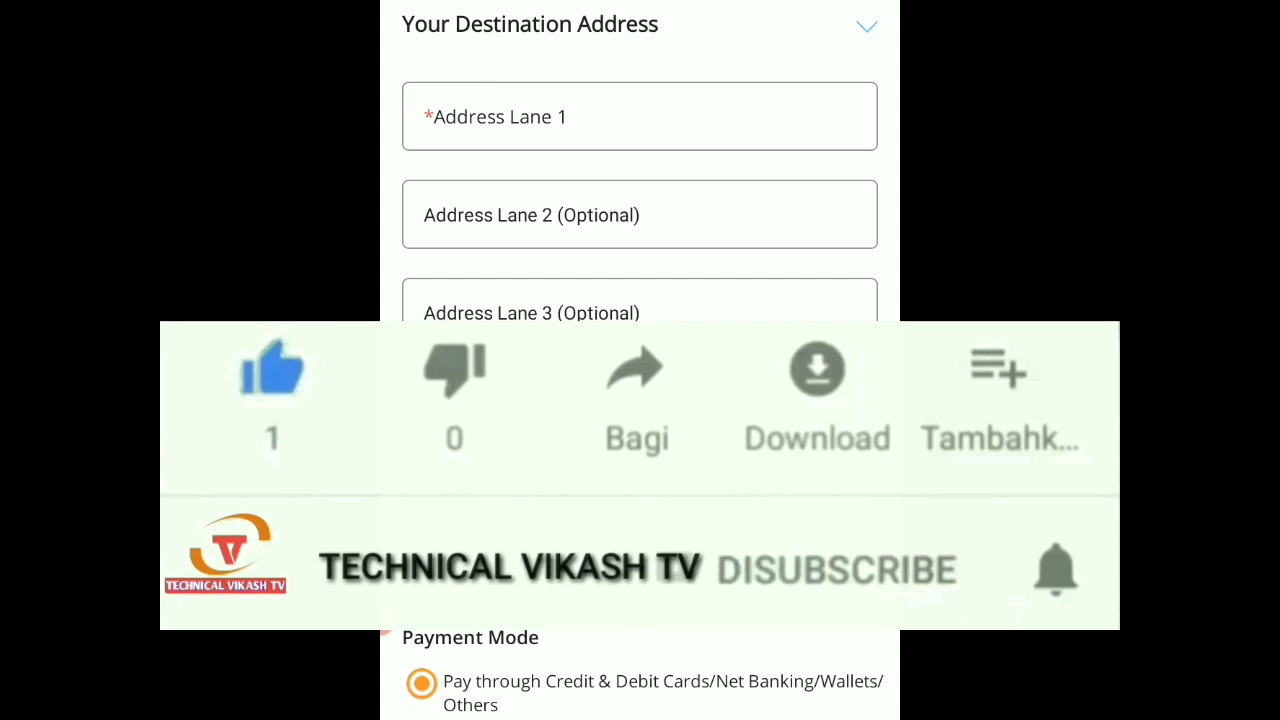 Your Destination Address
*Address Lane 1
Address Lane 2 (Optional)
Address Lane 3 (Optional)
1 0 Bagi Download Tambahk...
TECHNICAL VIKASH TV
TECHNICAL VIKASH TV DISUBSCRIBE
Payment Mode
Pay through Credit & Debit Cards/Net Banking/Wallets/
Others